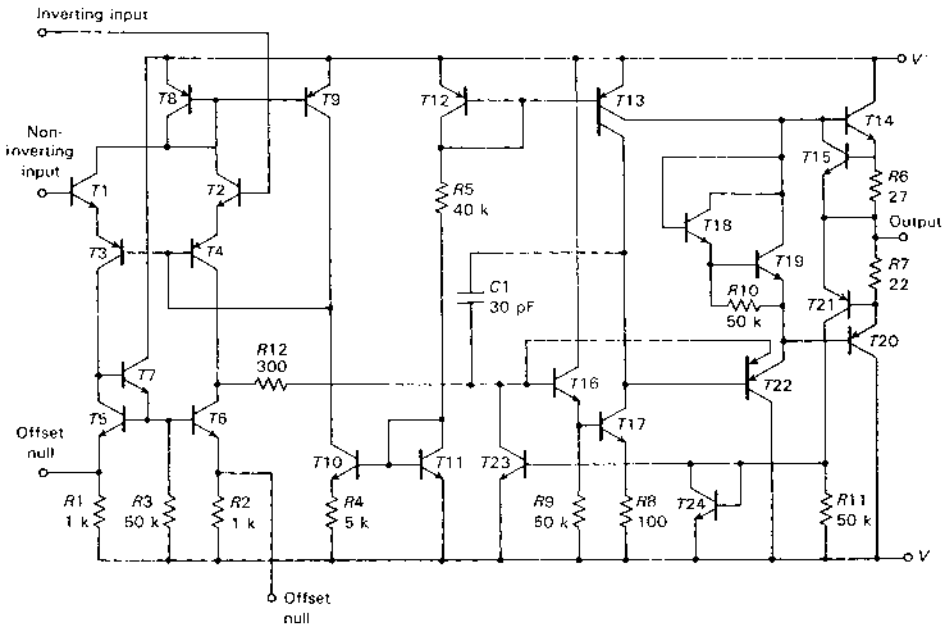 Inverting input
V'
T8
T9
T12
T13
T14
Non-
inverting
input
T15
T1
T2
R5
40 k
R6
27
T18
Output
T3
T4
T19
R7
22
C1
30 pF
R10
50 k
T21
T20
R12
300
T7
T16
T22
T5
T6
T17
Offset
null
T10
T11
T23
R1
1 k
R3
50 k
R2
1 k
R4
5 k
R9
50 k
R8
100
T24
R11
50 k
V
Offset
null